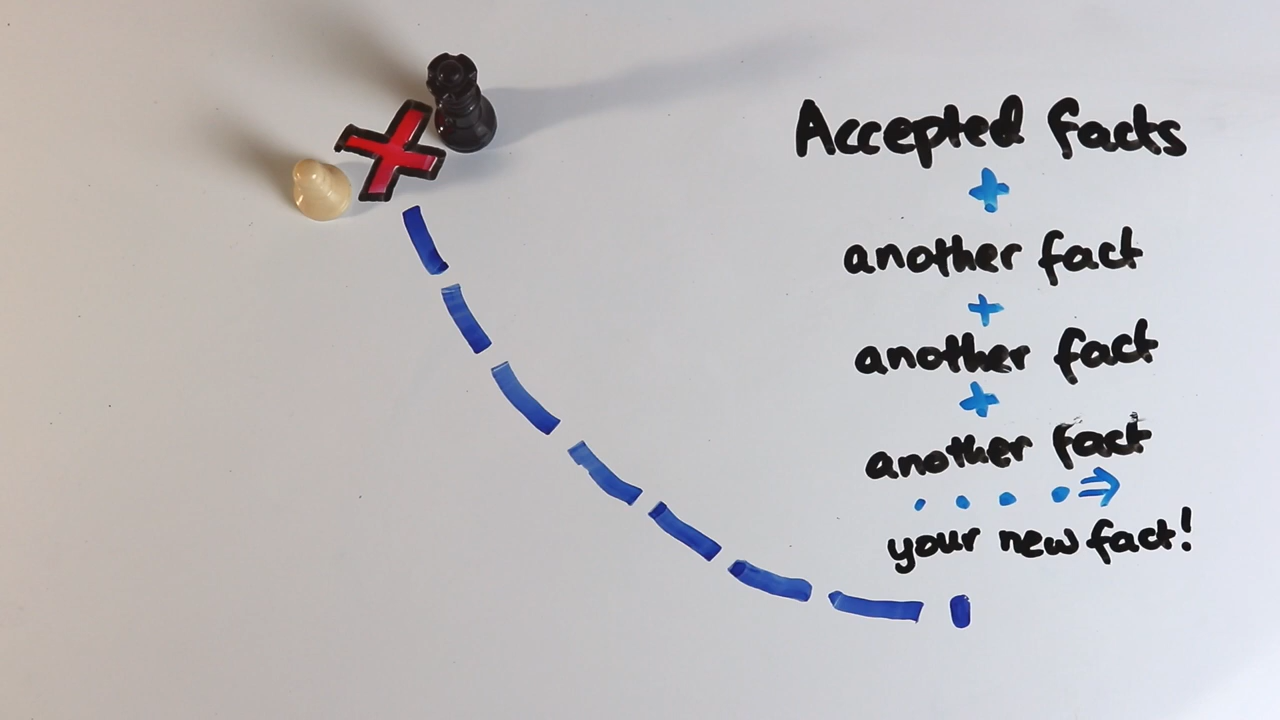 Accepted facts
+
another fact
+
another fact
+
another fact
. . . . ⇒
your new fact!